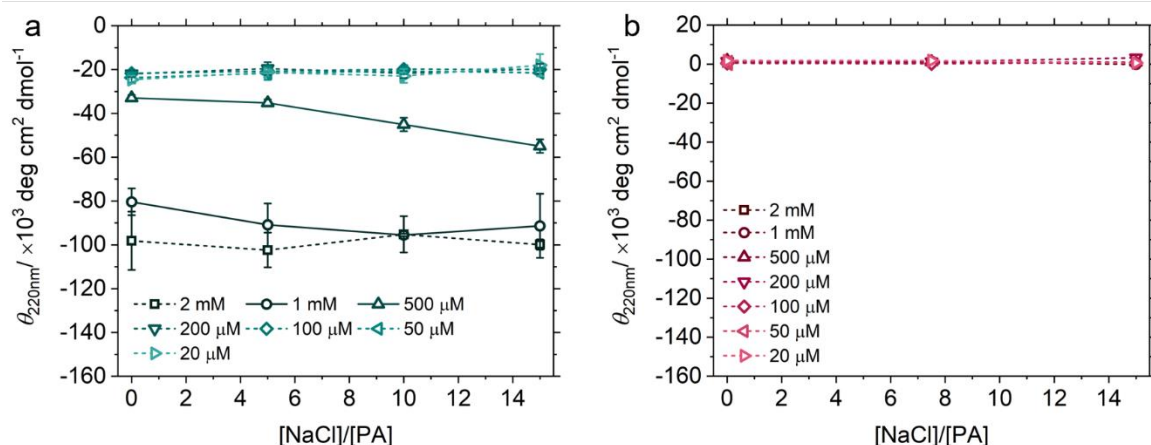 a
0
-20
-40
-60
-80
-100
-120
-140
-160
θ220nm/ ×10³ deg cm² dmol⁻¹
2 mM 1 mM 500 μM
200 μM 100 μM 50 μM
20 μM
0 2 4 6 8 10 12 14
[NaCl]/[PA]
b
20
0
-20
-40
-60
-80
-100
-120
-140
-160
θ220nm/ ×10³ deg cm² dmol⁻¹
2 mM
1 mM
500 μM
200 μM
100 μM
50 μM
20 μM
0 2 4 6 8 10 12 14
[NaCl]/[PA]